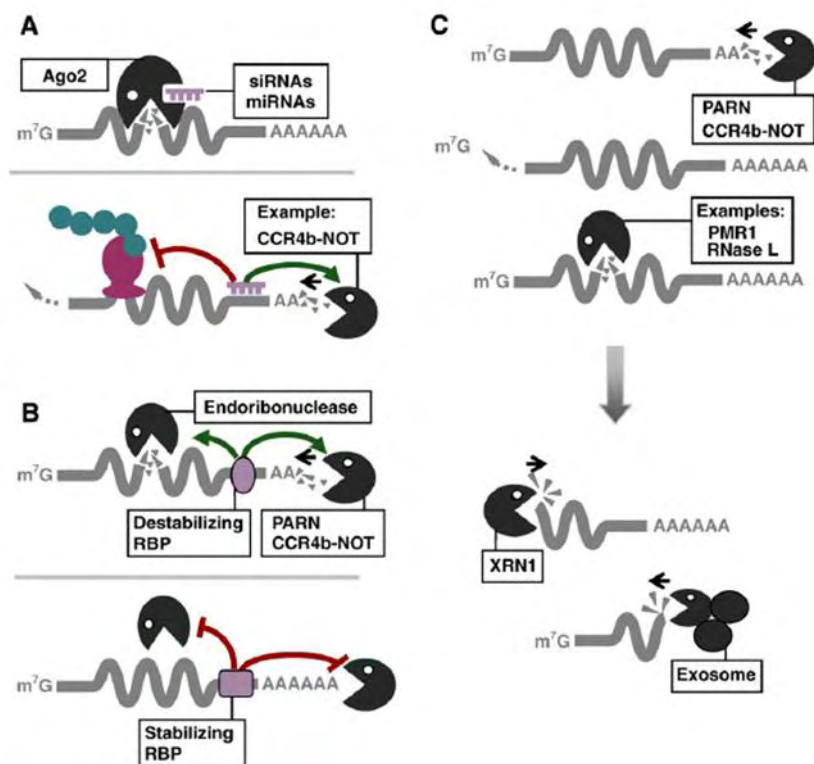 A
Ago2
siRNAs
miRNAs
m⁷G
AAAAAA
Example:
CCR4b-NOT
AA
B
Endoribonuclease
m⁷G
AA
Destabilizing
RBP
PARN
CCR4b-NOT
m⁷G
AAAAAA
Stabilizing
RBP
C
m⁷G
AA
PARN
CCR4b-NOT
m⁷G
AAAAAA
Examples:
PMR1
RNase L
m⁷G
AAAAAA
AAAAAA
XRN1
m⁷G
Exosome